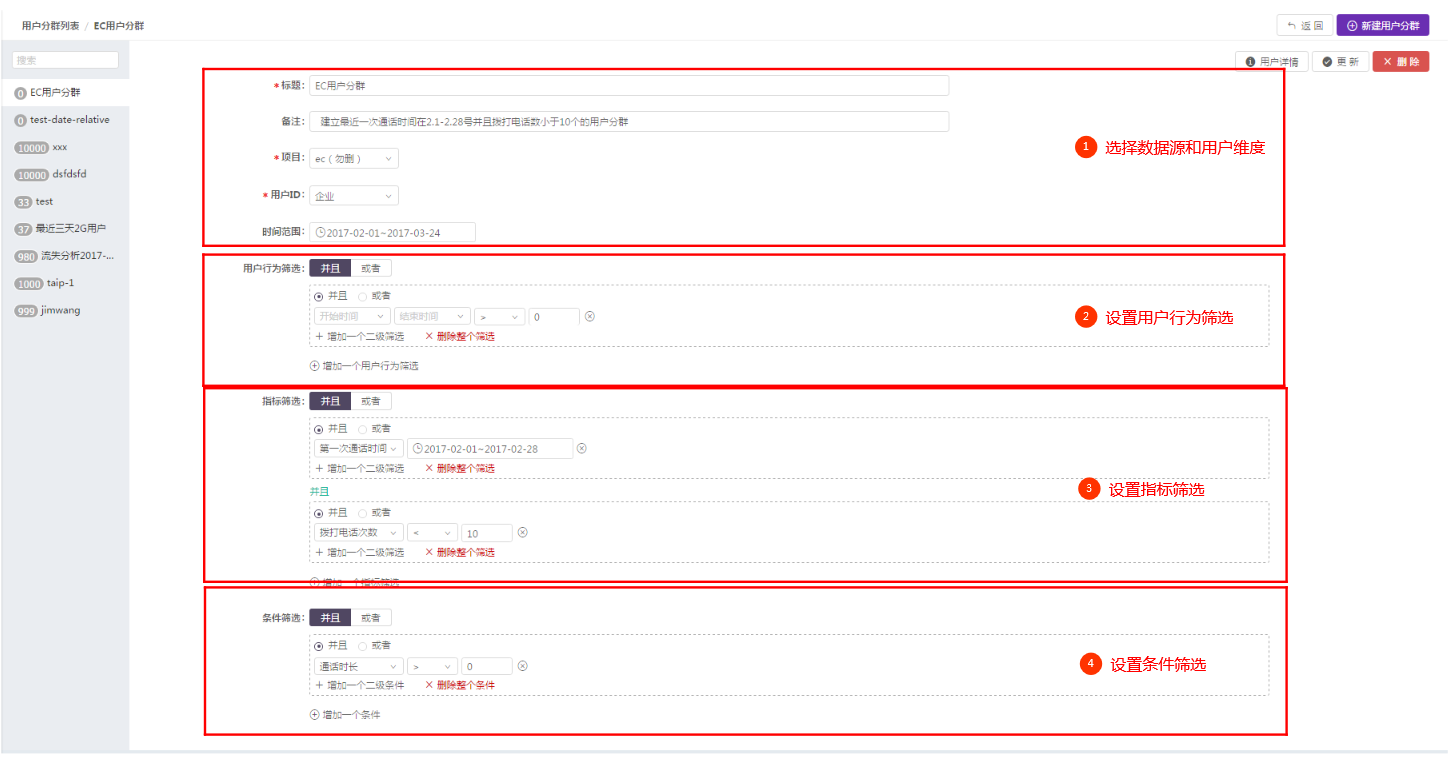 用户分群列表 / EC用户分群
返 回
新建用户分群
搜索
用户详情
更 新
× 删 除
0 EC用户分群
0 test-date-relative
10000 xxx
10000 dsfdsfd
33 test
37 最近三天2G用户
980 流失分析2017-...
1000 taip-1
999 jimwang
* 标题: EC用户分群
备注: 建立最近一次通话时间在2.1-2.28号并且拨打电话数小于10个的用户分群
* 项目: ec ( 勿删 )
* 用户ID: 企业
时间范围: 2017-02-01~2017-03-24
1 选择数据源和用户维度
用户行为筛选: 并且 或者
并且 或者
开始时间 结束时间 > 0
+ 增加一个二级筛选 × 删除整个筛选
增加一个用户行为筛选
2 设置用户行为筛选
指标筛选: 并且 或者
并且 或者
第一次通话时间 2017-02-01~2017-02-28
+ 增加一个二级筛选 × 删除整个筛选
并且
并且 或者
拨打电话次数 < 10
+ 增加一个二级筛选 × 删除整个筛选
增加一个指标筛选
3 设置指标筛选
条件筛选: 并且 或者
并且 或者
通话时长 > 0
+ 增加一个二级条件 × 删除整个条件
增加一个条件
4 设置条件筛选